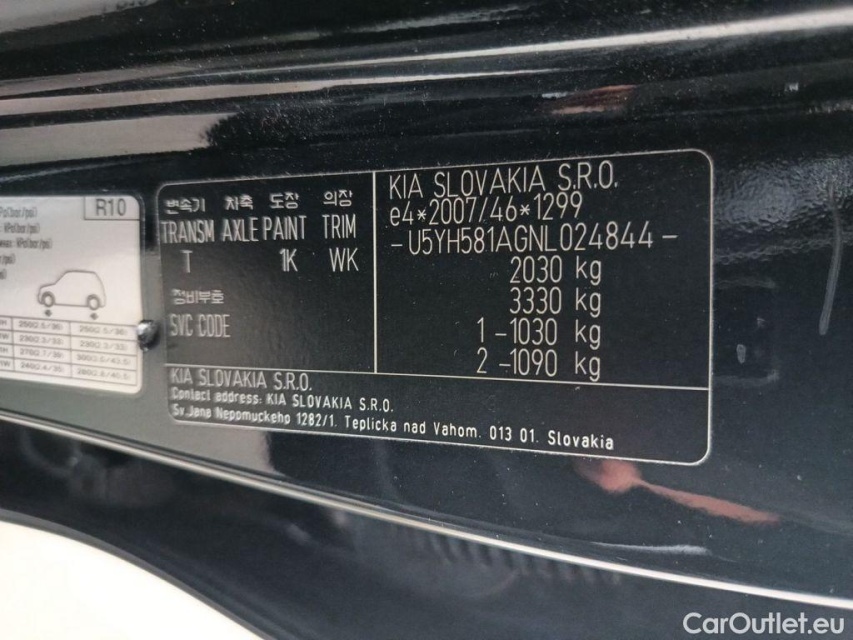 R10
변속기 차축 도장 의장
TRANSM AXLE PAINT TRIM
T 1K WK
정비부호
SVC CODE
KIA SLOVAKIA S.R.O.
e4*2007/46*1299
-U5YH581AGNL024844-
2030 kg
3330 kg
1-1030 kg
2-1090 kg
KIA SLOVAKIA S.R.O.
Contact address: KIA SLOVAKIA S.R.O.
Sv.Jana Nepomuckeho 1282/1. Teplicka nad Vahom. 013 01. Slovakia
CarOutlet.eu